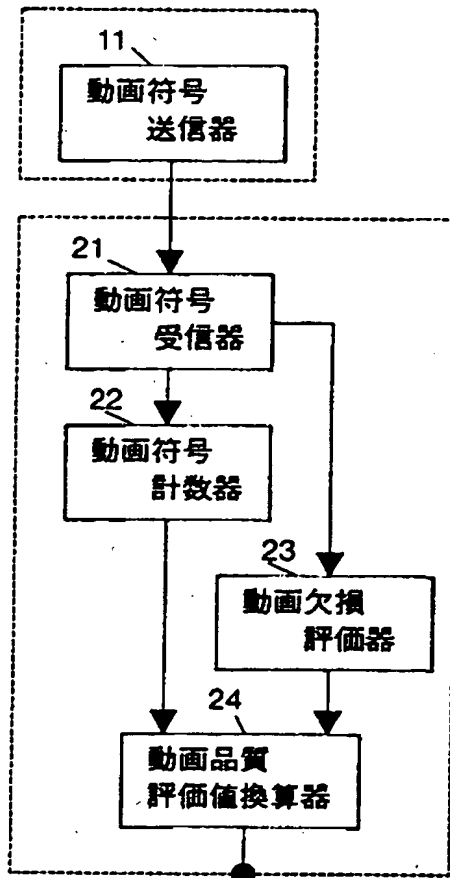 11
動画符号
送信器
21
動画符号
受信器
22
動画符号
計数器
23
動画欠損
評価器
24
動画品質
評価値換算器